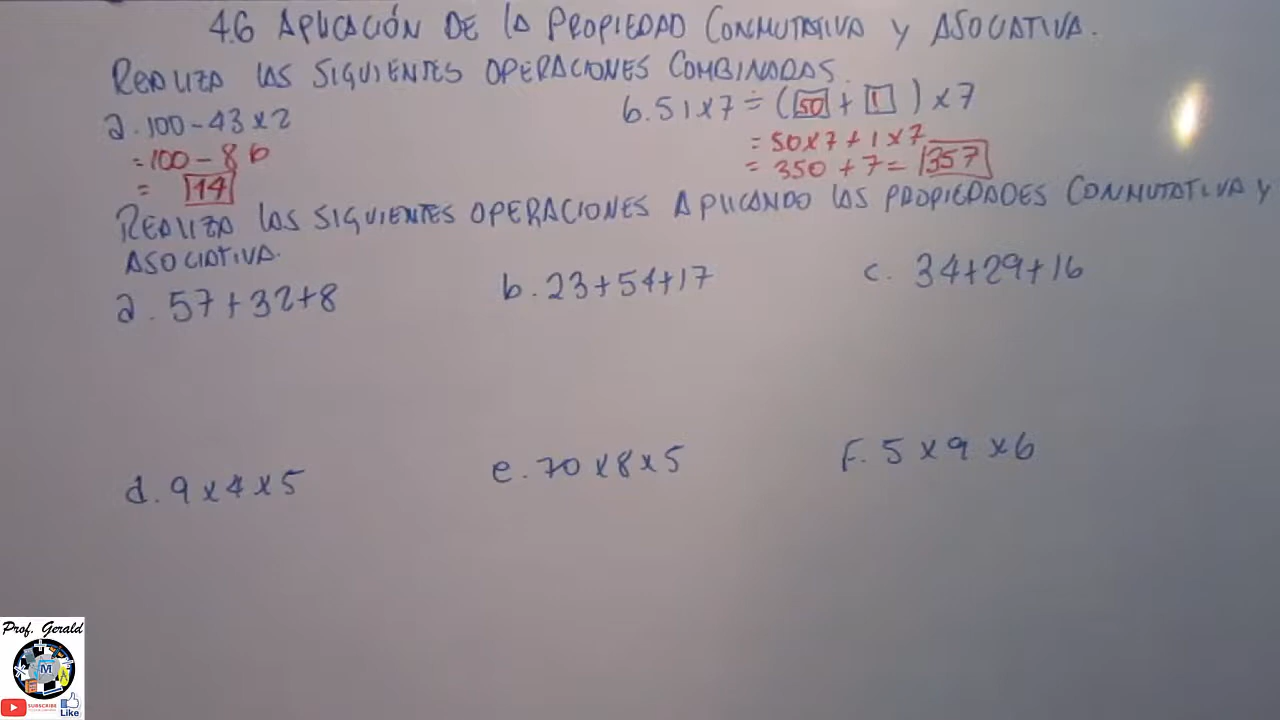 4.6 APLICACIÓN DE LA PROPIEDAD CONMUTATIVA Y ASOCIATIVA.
REALIZA LAS SIGUIENTES OPERACIONES COMBINADAS.
a. 100 - 43 x 2
= 100 - 86
= 14
b. 51 x 7 = (50 + 1) x 7
= 50 x 7 + 1 x 7
= 350 + 7 = 357
REALIZA LAS SIGUIENTES OPERACIONES APLICANDO LAS PROPIEDADES CONMUTATIVA Y
ASOCIATIVA.
a. 57 + 32 + 8
b. 23 + 54 + 17
c. 34 + 29 + 16
d. 9 x 4 x 5
e. 70 x 8 x 5
F. 5 x 9 x 6
Prof. Gerald
M
SUBSCRIBE
Like